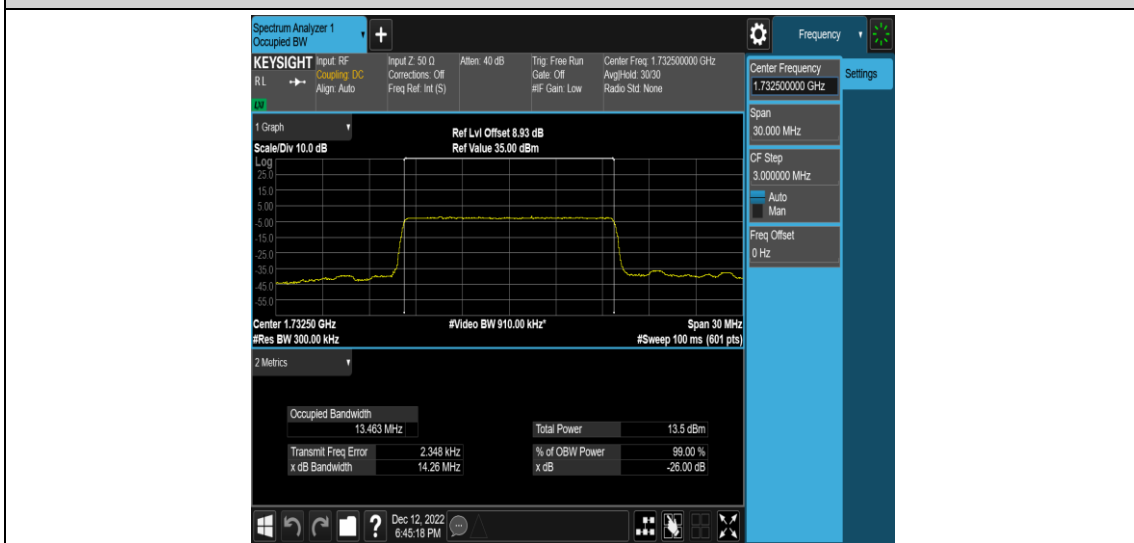 Spectrum Analyzer 1
Occupied BW
+
Frequency
KEYSIGHT
RL
LXI
Input: RF
Coupling: DC
Align: Auto
Input Z: 50 Ω
Corrections: Off
Freq Ref: Int (S)
Atten: 40 dB
Trig: Free Run
Gate: Off
#IF Gain: Low
Center Freq: 1.732500000 GHz
Avg|Hold: 30/30
Radio Std: None
Center Frequency
1.732500000 GHz
Settings
Span
30.000 MHz
CF Step
3.000000 MHz
Auto
Man
Freq Offset
0 Hz
1 Graph
Scale/Div 10.0 dB
Ref Lvl Offset 8.93 dB
Ref Value 35.00 dBm
Log
25.0
15.0
5.00
-5.00
-15.0
-25.0
-35.0
-45.0
-55.0
Center 1.73250 GHz
#Video BW 910.00 kHz*
Span 30 MHz
#Res BW 300.00 kHz
#Sweep 100 ms (601 pts)
2 Metrics
Occupied Bandwidth
13.463 MHz
Total Power 13.5 dBm
Transmit Freq Error 2.348 kHz
% of OBW Power 99.00 %
x dB Bandwidth 14.26 MHz
x dB -26.00 dB
?
Dec 12, 2022
6:45:18 PM